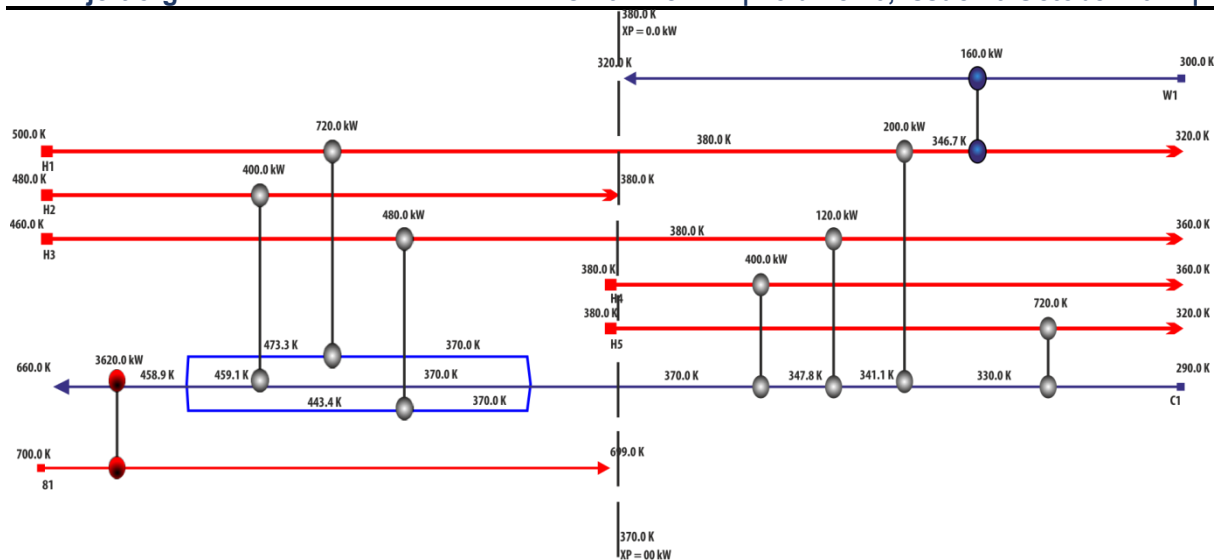 380.0 K
XP = 0.0 kW
160.0 kW
320.0 K
300.0 K
W1
720.0 kW
200.0 kW
500.0 K
380.0 K
346.7 K
320.0 K
H1
400.0 kW
480.0 K
380.0 K
H2
480.0 kW
120.0 kW
460.0 K
380.0 K
360.0 K
H3
400.0 kW
380.0 K
360.0 K
H4
720.0 K
380.0 K
320.0 K
H5
473.3 K
370.0 K
3620.0 kW
660.0 K
458.9 K
459.1 K
370.0 K
370.0 K
347.8 K
341.1 K
330.0 K
290.0 K
C1
443.4 K
370.0 K
700.0 K
699.0 K
81
370.0 K
XP = 00 kW